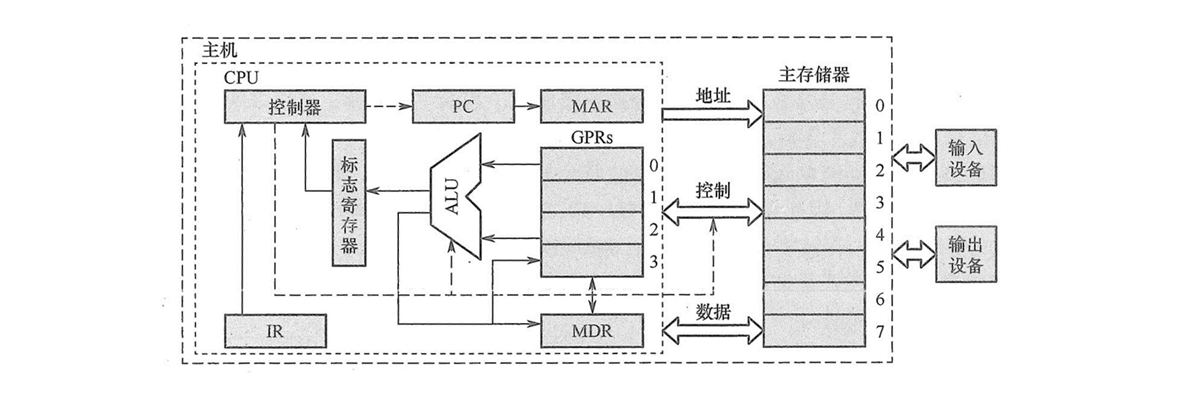 主机
CPU
控制器
PC
MAR
地址
主存储器
0
1
2
3
4
5
6
7
GPRs
0
1
2
3
标志寄存器
ALU
控制
输入
设备
输出
设备
IR
MDR
数据